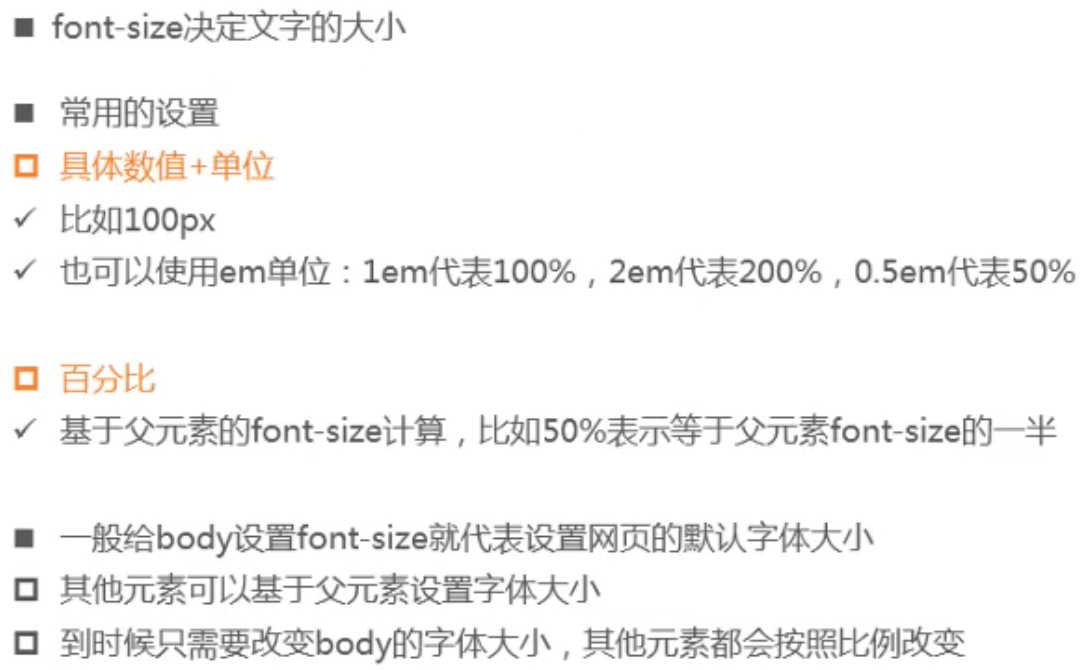 ■ font-size决定文字的大小
■ 常用的设置
具体数值+单位
✓ 比如100px
✓ 也可以使用em单位：1em代表100%，2em代表200%，0.5em代表50%
百分比
✓ 基于父元素的font-size计算，比如50%表示等于父元素font-size的一半
■ 一般给body设置font-size就代表设置网页的默认字体大小
其他元素可以基于父元素设置字体大小
到时候只需要改变body的字体大小，其他元素都会按照比例改变